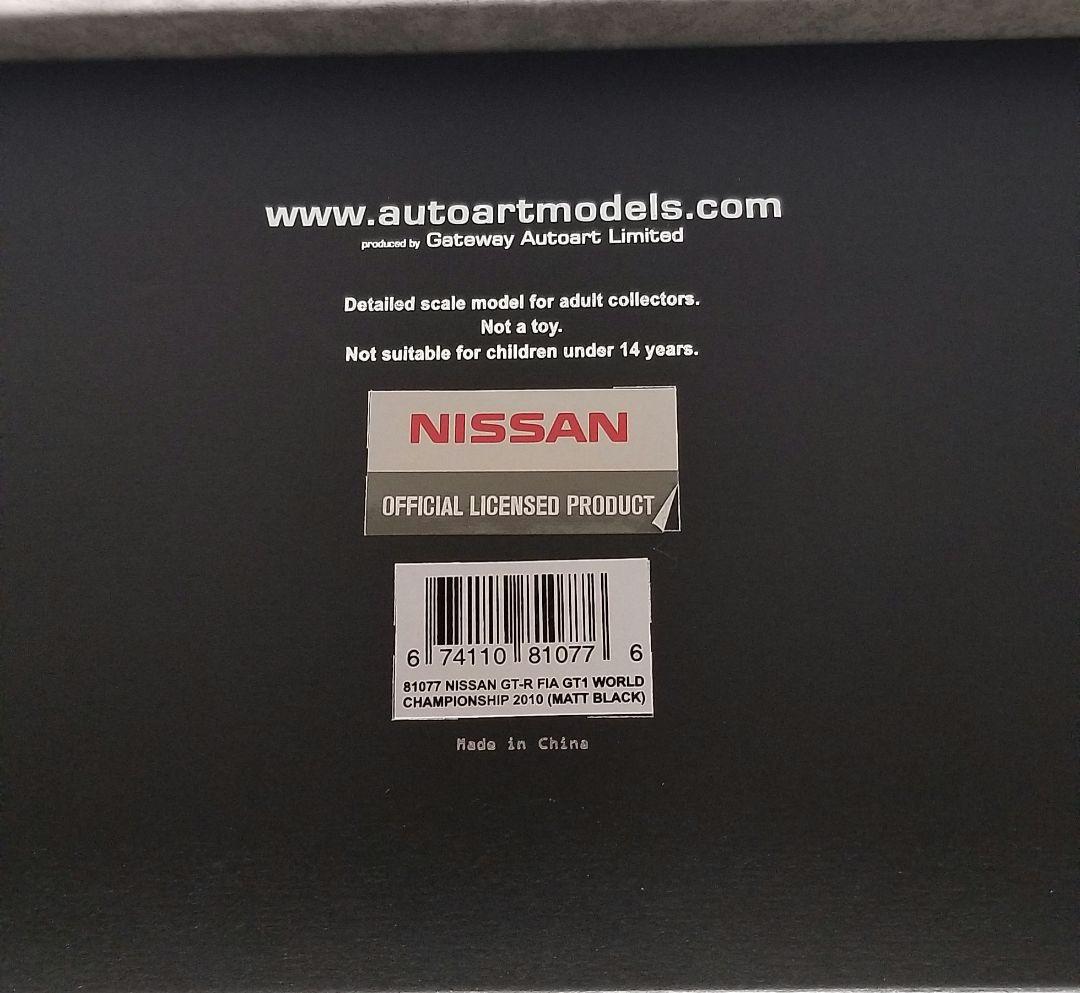 www.autoartmodels.com
produced by Gateway Autoart Limited
Detailed scale model for adult collectors.
Not a toy.
Not suitable for children under 14 years.
NISSAN
OFFICIAL LICENSED PRODUCT
6 74110 81077 6
81077 NISSAN GT-R FIA GT1 WORLD
CHAMPIONSHIP 2010 (MATT BLACK)
Made in China